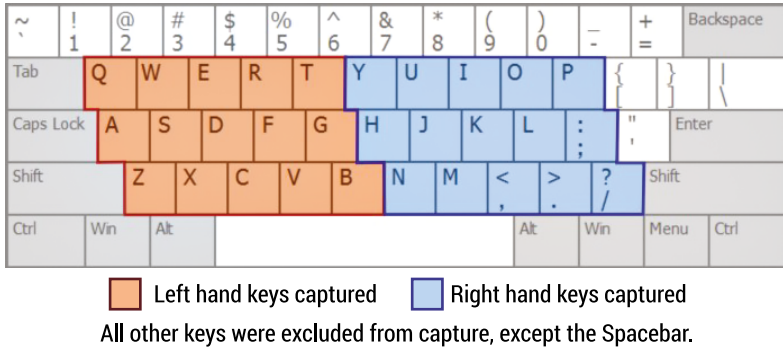 ~ ! @ # $ % ^ & * ( ) _ + Backspace
` 1 2 3 4 5 6 7 8 9 0 - =
Tab Q W E R T Y U I O P { } |
[ ] \
Caps Lock A S D F G H J K L : " Enter
; '
Shift Z X C V B N M < > ? Shift
, . /
Ctrl Win Alt Alt Win Menu Ctrl
Left hand keys captured Right hand keys captured
All other keys were excluded from capture, except the Spacebar.